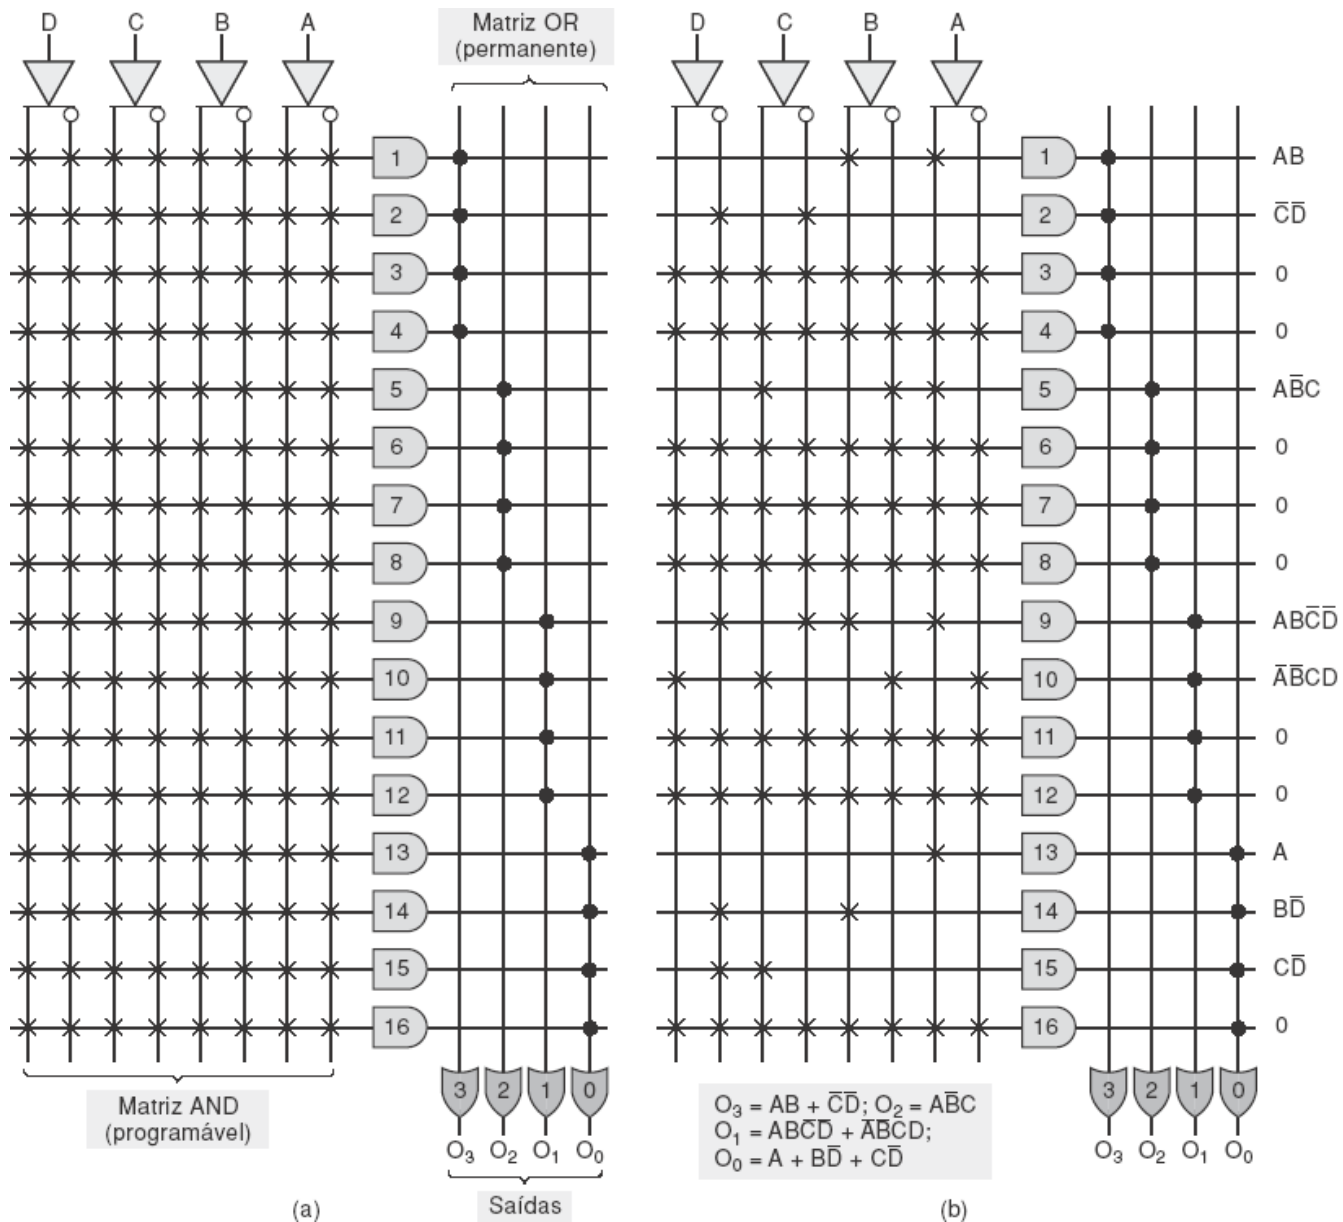 D C B A
Matriz OR
(permanente)
D C B A
1
2
3
4
5
6
7
8
9
10
11
12
13
14
15
16
3 2 1 0
O₃ O₂ O₁ O₀
Matriz AND
(programável)
Saídas
(a)
1 AB
2 C̅D̅
3 0
4 0
5 AB̅C
6 0
7 0
8 0
9 ABC̅D̅
10 A̅B̅CD
11 0
12 0
13 A
14 BD̅
15 CD̅
16 0
3 2 1 0
O₃ O₂ O₁ O₀
O₃ = AB + C̅D̅; O₂ = AB̅C
O₁ = ABC̅D̅ + A̅B̅CD;
O₀ = A + BD̅ + CD̅
(b)